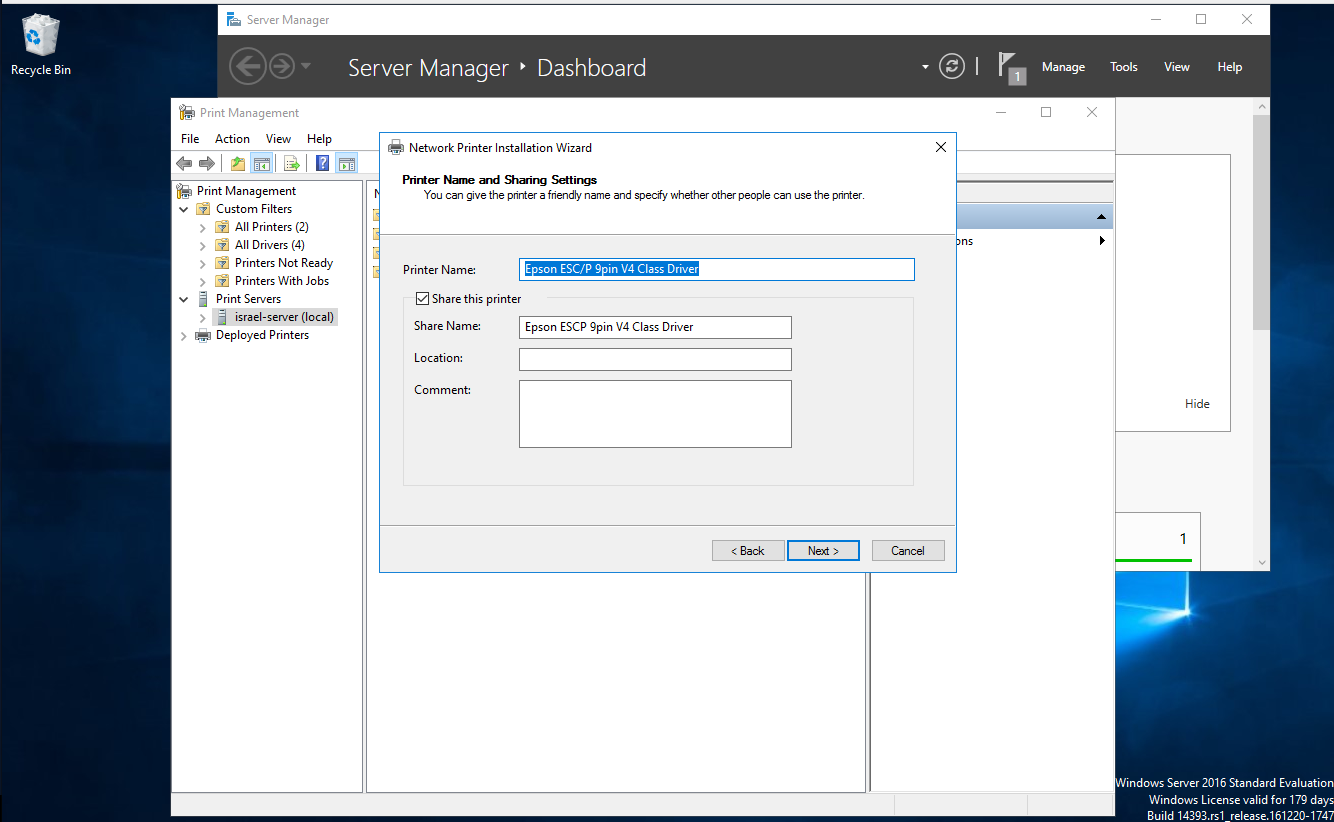 Recycle Bin
Server Manager
Server Manager ‣ Dashboard
1
Manage
Tools
View
Help
Print Management
File
Action
View
Help
Print Management
Custom Filters
All Printers (2)
All Drivers (4)
Printers Not Ready
Printers With Jobs
Print Servers
israel-server (local)
Deployed Printers
Network Printer Installation Wizard
Printer Name and Sharing Settings
You can give the printer a friendly name and specify whether other people can use the printer.
Printer Name:
Epson ESC/P 9pin V4 Class Driver
Share this printer
Share Name:
Epson ESCP 9pin V4 Class Driver
Location:
Comment:
< Back
Next >
Cancel
Hide
1
Windows Server 2016 Standard Evaluation
Windows License valid for 179 days
Build 14393.rs1_release.161220-1747